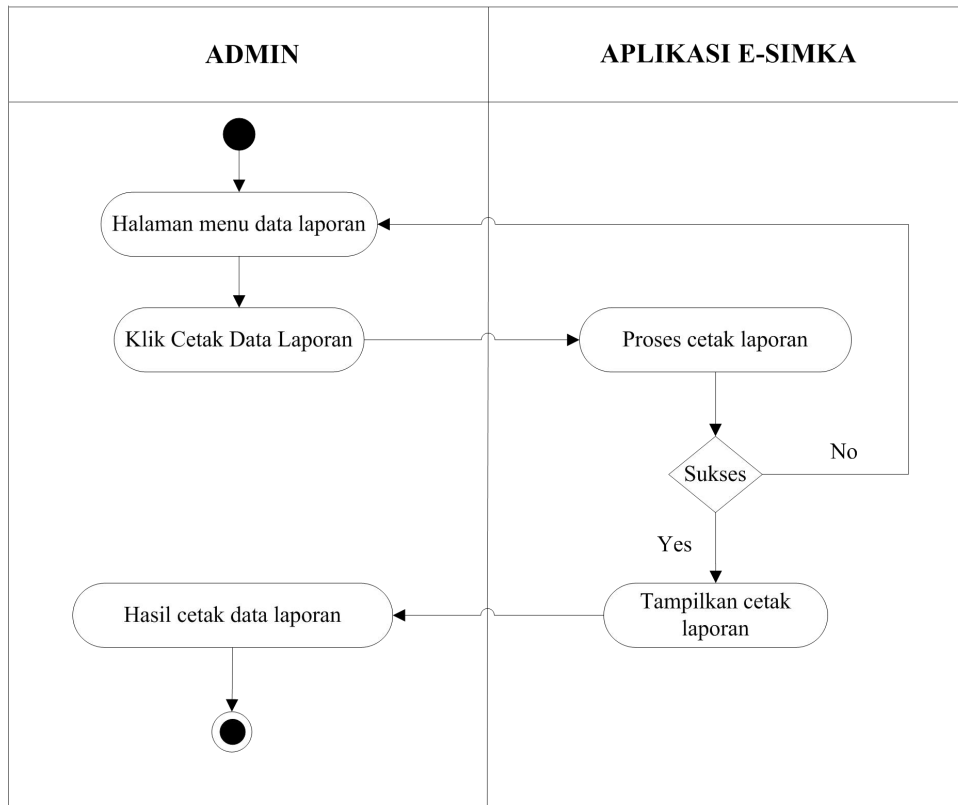 ADMIN
APLIKASI E-SIMKA
Halaman menu data laporan
Klik Cetak Data Laporan
Proses cetak laporan
Sukses
No
Yes
Tampilkan cetak
laporan
Hasil cetak data laporan